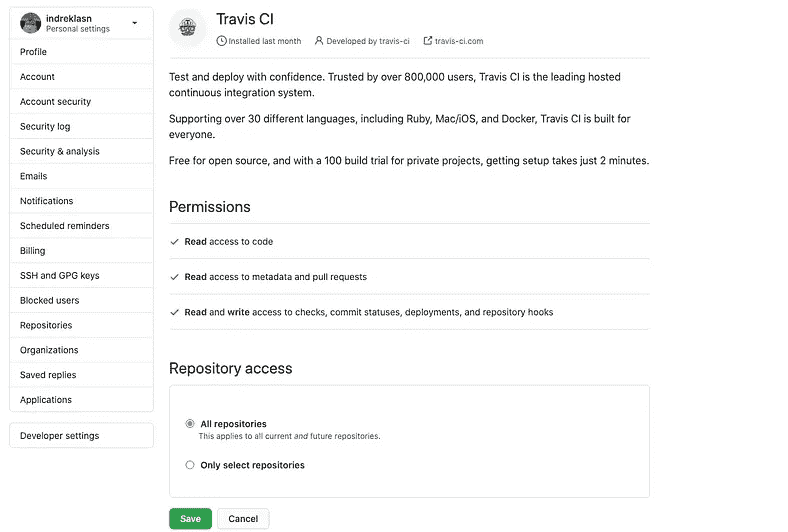 indreklasn
Personal settings
Profile
Account
Account security
Security log
Security & analysis
Emails
Notifications
Scheduled reminders
Billing
SSH and GPG keys
Blocked users
Repositories
Organizations
Saved replies
Applications
Developer settings
Travis CI
Installed last month Developed by travis-ci travis-ci.com
Test and deploy with confidence. Trusted by over 800,000 users, Travis CI is the leading hosted
continuous integration system.
Supporting over 30 different languages, including Ruby, Mac/iOS, and Docker, Travis CI is built for
everyone.
Free for open source, and with a 100 build trial for private projects, getting setup takes just 2 minutes.
Permissions
Read access to code
Read access to metadata and pull requests
Read and write access to checks, commit statuses, deployments, and repository hooks
Repository access
All repositories
This applies to all current and future repositories.
Only select repositories
Save Cancel